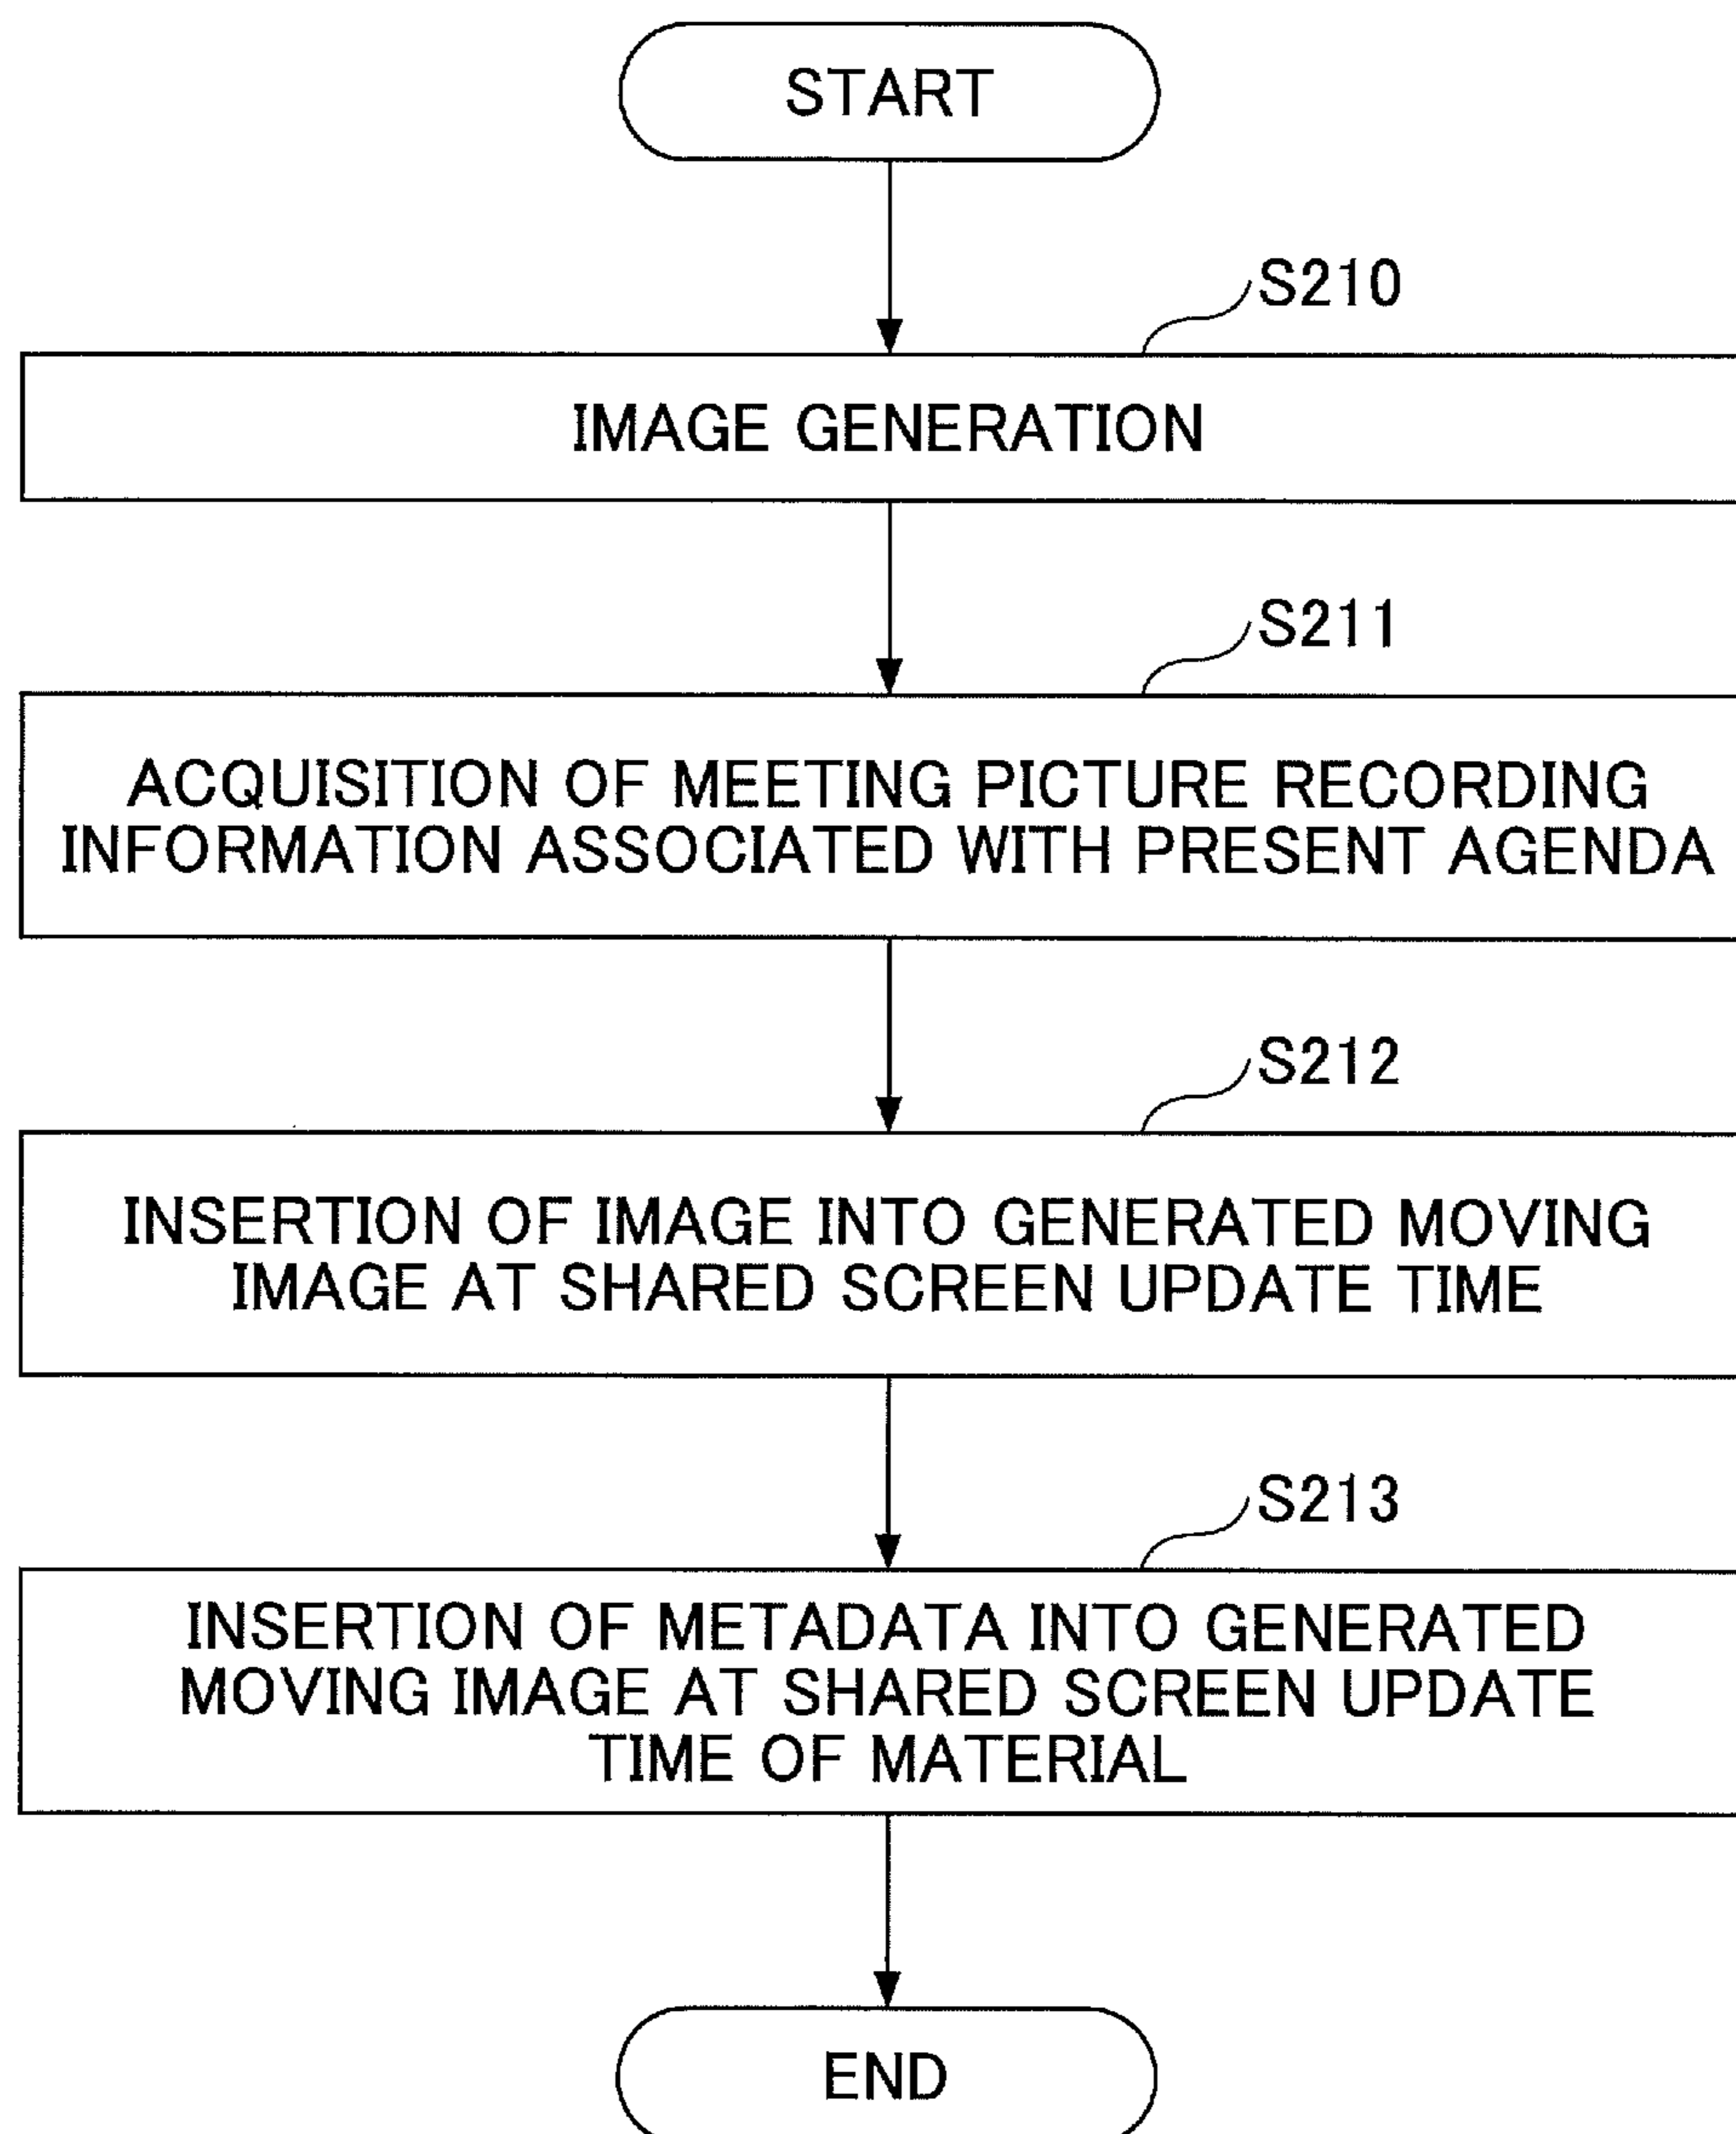 START
S210
IMAGE GENERATION
S211
ACQUISITION OF MEETING PICTURE RECORDING
INFORMATION ASSOCIATED WITH PRESENT AGENDA
S212
INSERTION OF IMAGE INTO GENERATED MOVING
IMAGE AT SHARED SCREEN UPDATE TIME
S213
INSERTION OF METADATA INTO GENERATED
MOVING IMAGE AT SHARED SCREEN UPDATE
TIME OF MATERIAL
END